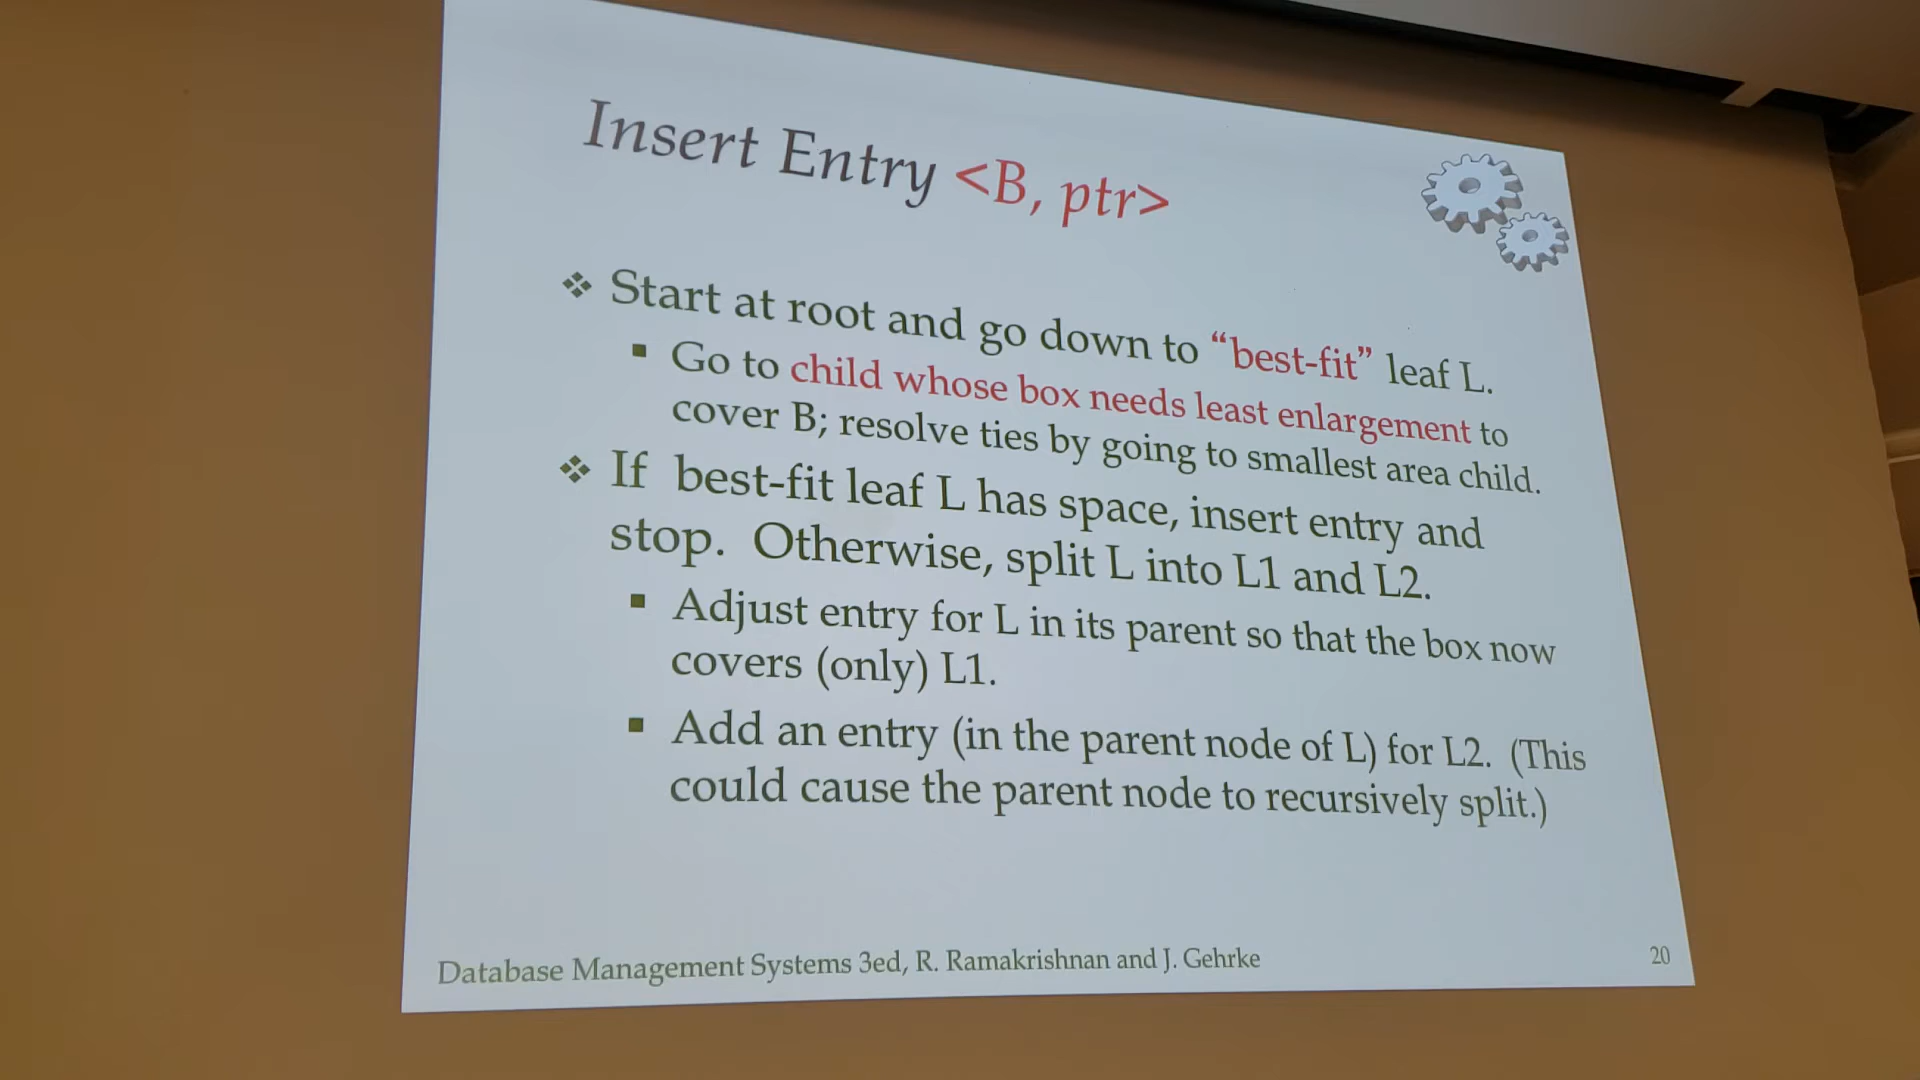 Insert Entry <B, ptr>
❖ Start at root and go down to “best-fit” leaf L.
▪ Go to child whose box needs least enlargement to
cover B; resolve ties by going to smallest area child.
❖ If best-fit leaf L has space, insert entry and
stop. Otherwise, split L into L1 and L2.
▪ Adjust entry for L in its parent so that the box now
covers (only) L1.
▪ Add an entry (in the parent node of L) for L2. (This
could cause the parent node to recursively split.)
Database Management Systems 3ed, R. Ramakrishnan and J. Gehrke
20